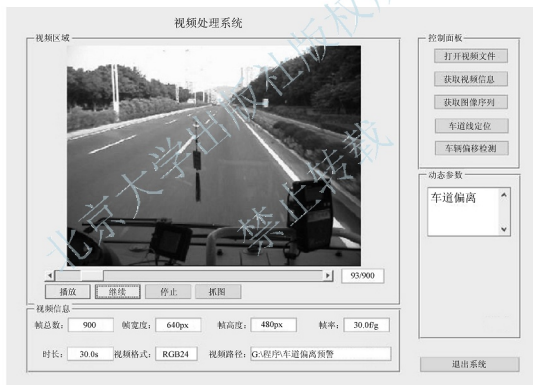 视频处理系统
视频区域
93/900
播放 继续 停止 抓图
视频信息
帧总数： 900 帧宽度： 640px 帧高度： 480px 帧率： 30.0f/g
时长： 30.0s 视频格式： RGB24 视频路径： G:\程序\车道偏离预警
控制面板
打开视频文件
获取视频信息
获取图像序列
车道线定位
车辆偏移检测
动态参数
车道偏离
退出系统
北京大学出版社版权所有
禁止转载